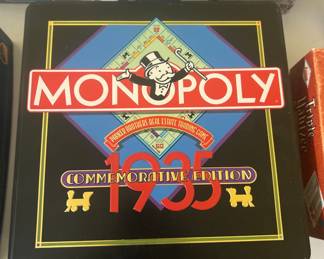 MONOPOLY
PARKER BROTHERS REAL ESTATE TRADING GAME
1935
COMMEMORATIVE EDITION